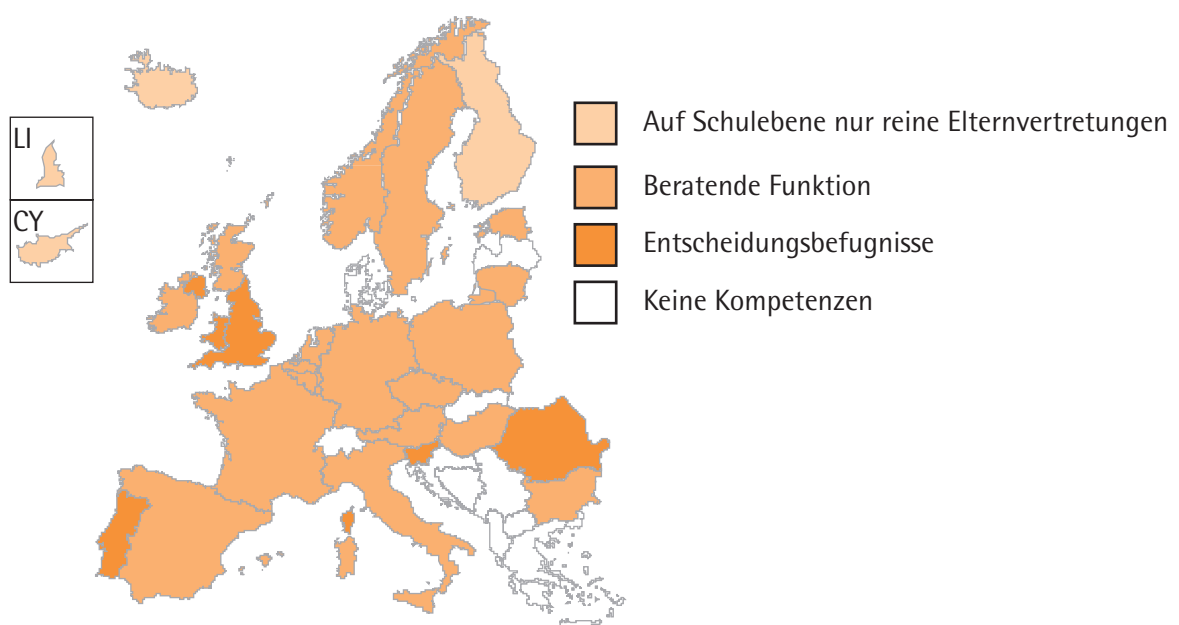 LI
CY
Auf Schulebene nur reine Elternvertretungen
Beratende Funktion
Entscheidungsbefugnisse
Keine Kompetenzen